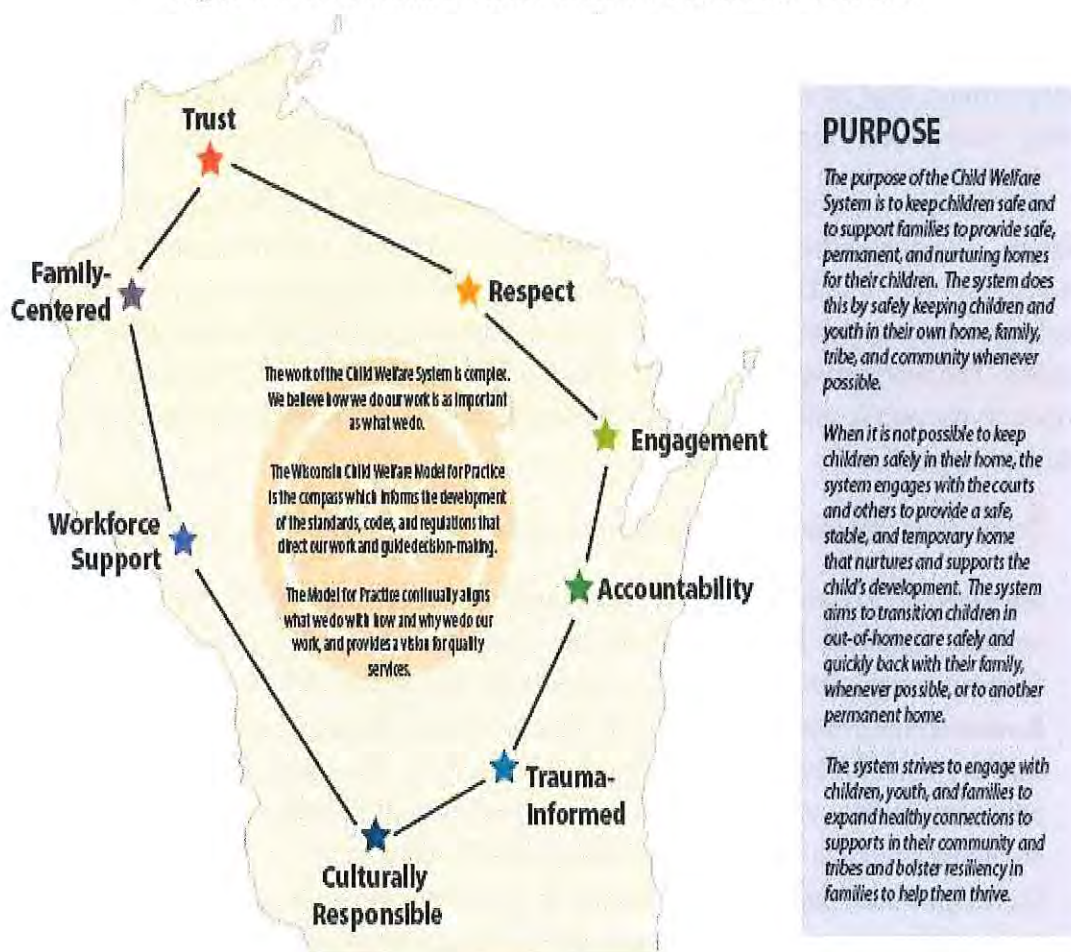 Trust
Family-
Centered
Respect
The work of the Child Welfare System is complex.
We believe how we do our work is as important
as what we do.
Engagement
The Wisconsin Child Welfare Model for Practice
is the compass which informs the development
of the standards, codes, and regulations that
direct our work and guide decision-making.
Workforce
Support
The Model for Practice continually aligns
what we do with how and why we do our
work, and provides a vision for quality
services.
Accountability
Trauma-
Informed
Culturally
Responsible
PURPOSE
The purpose of the Child Welfare
System is to keep children safe and
to support families to provide safe,
permanent, and nurturing homes
for their children. The system does
this by safely keeping children and
youth in their own home, family,
tribe, and community whenever
possible.
When it is not possible to keep
children safely in their home, the
system engages with the courts
and others to provide a safe,
stable, and temporary home
that nurtures and supports the
child's development. The system
aims to transition children in
out-of-home care safely and
quickly back with their family,
whenever possible, or to another
permanent home.
The system strives to engage with
children, youth, and families to
expand healthy connections to
supports in their community and
tribes and bolster resiliency in
families to help them thrive.